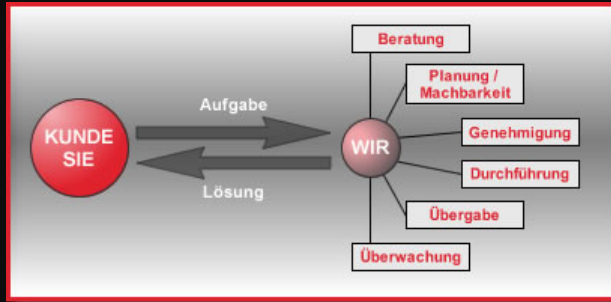 Beratung
Planung /
Machbarkeit
Aufgabe
KUNDE
SIE
WIR
Genehmigung
Durchführung
Lösung
Übergabe
Überwachung